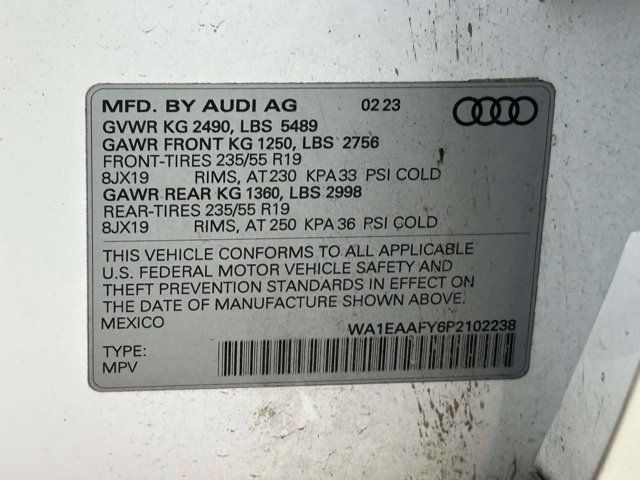 MFD. BY AUDI AG 02 23
GVWR KG 2490, LBS 5489
GAWR FRONT KG 1250, LBS 2756
FRONT-TIRES 235/55 R19
8JX19 RIMS, AT 230 KPA 33 PSI COLD
GAWR REAR KG 1360, LBS 2998
REAR-TIRES 235/55 R19
8JX19 RIMS, AT 250 KPA 36 PSI COLD
THIS VEHICLE CONFORMS TO ALL APPLICABLE
U.S. FEDERAL MOTOR VEHICLE SAFETY AND
THEFT PREVENTION STANDARDS IN EFFECT ON
THE DATE OF MANUFACTURE SHOWN ABOVE.
MEXICO WA1EAAFY6P2102238
TYPE:
MPV